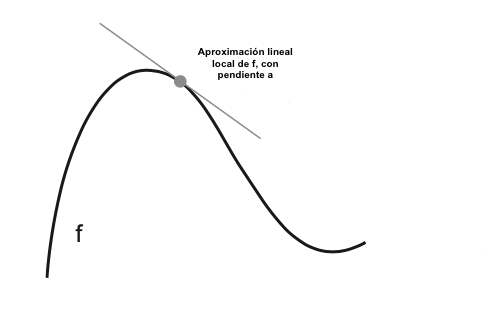 Aproximación lineal
local de f, con
pendiente a
f